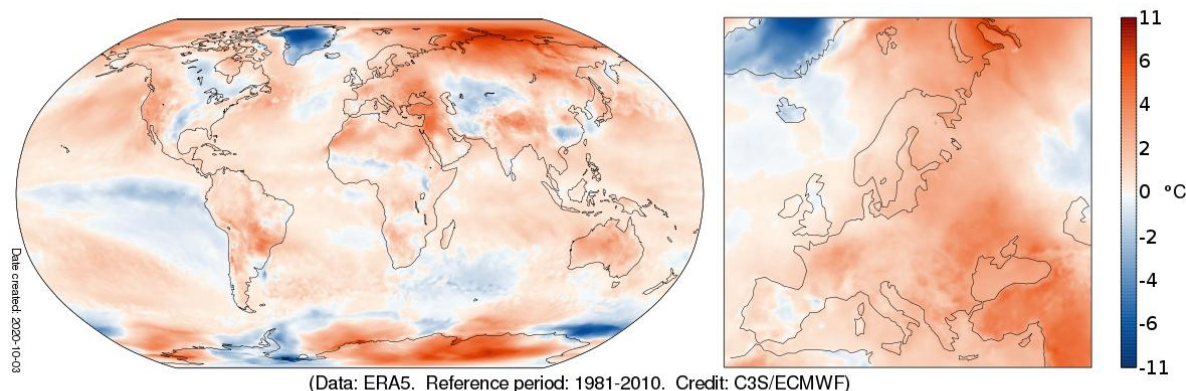 Date created: 2020-10-03
11
6
4
2
0 °C
-2
-4
-6
-11
(Data: ERA5. Reference period: 1981-2010. Credit: C3S/ECMWF)